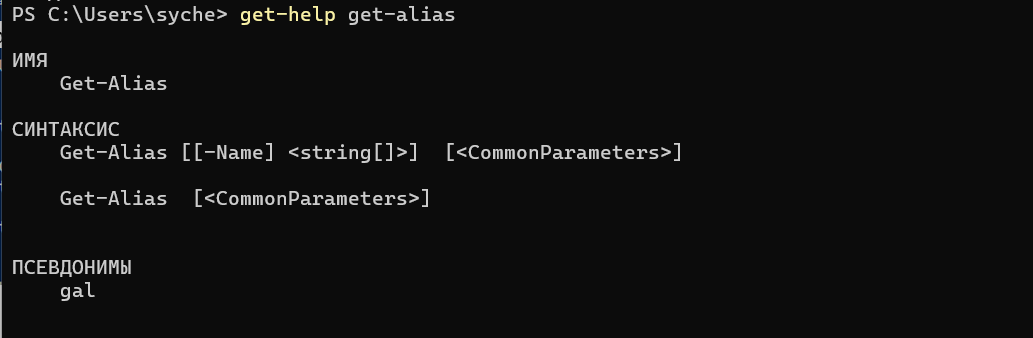 PS C:\Users\syche> get-help get-alias
ИМЯ
Get-Alias
СИНТАКСИС
Get-Alias [[-Name] <string[]>]  [<CommonParameters>]
Get-Alias  [<CommonParameters>]
ПСЕВДОНИМЫ
gal